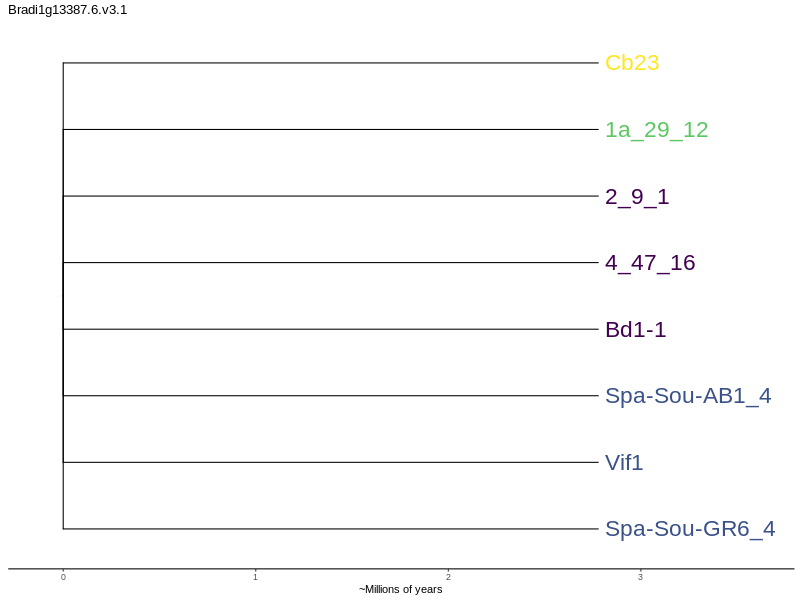 Bradi1g13387.6.v3.1
Cb23
1a_29_12
2_9_1
4_47_16
Bd1-1
Spa-Sou-AB1_4
Vif1
Spa-Sou-GR6_4
0 1 2 3
~Millions of years